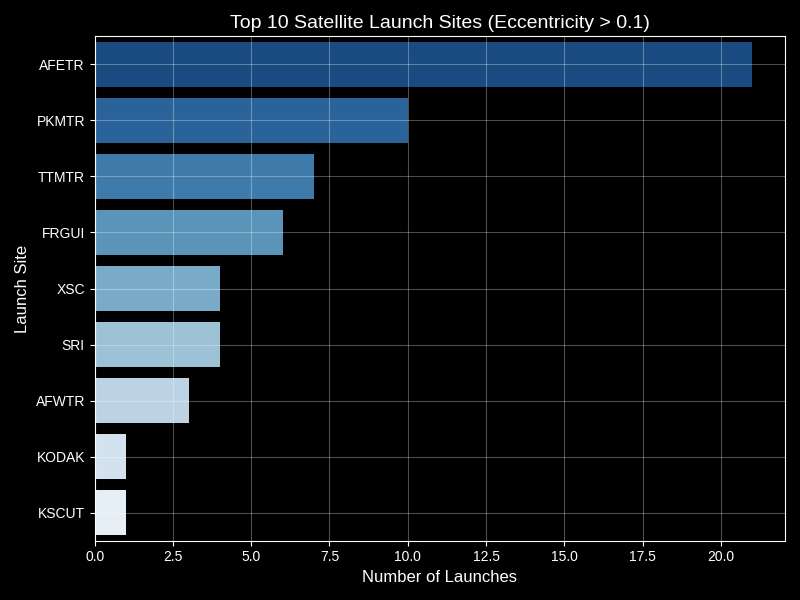 Top 10 Satellite Launch Sites (Eccentricity > 0.1)
Launch Site
AFETR
PKMTR
TTMTR
FRGUI
XSC
SRI
AFWTR
KODAK
KSCUT
0.0 2.5 5.0 7.5 10.0 12.5 15.0 17.5 20.0
Number of Launches